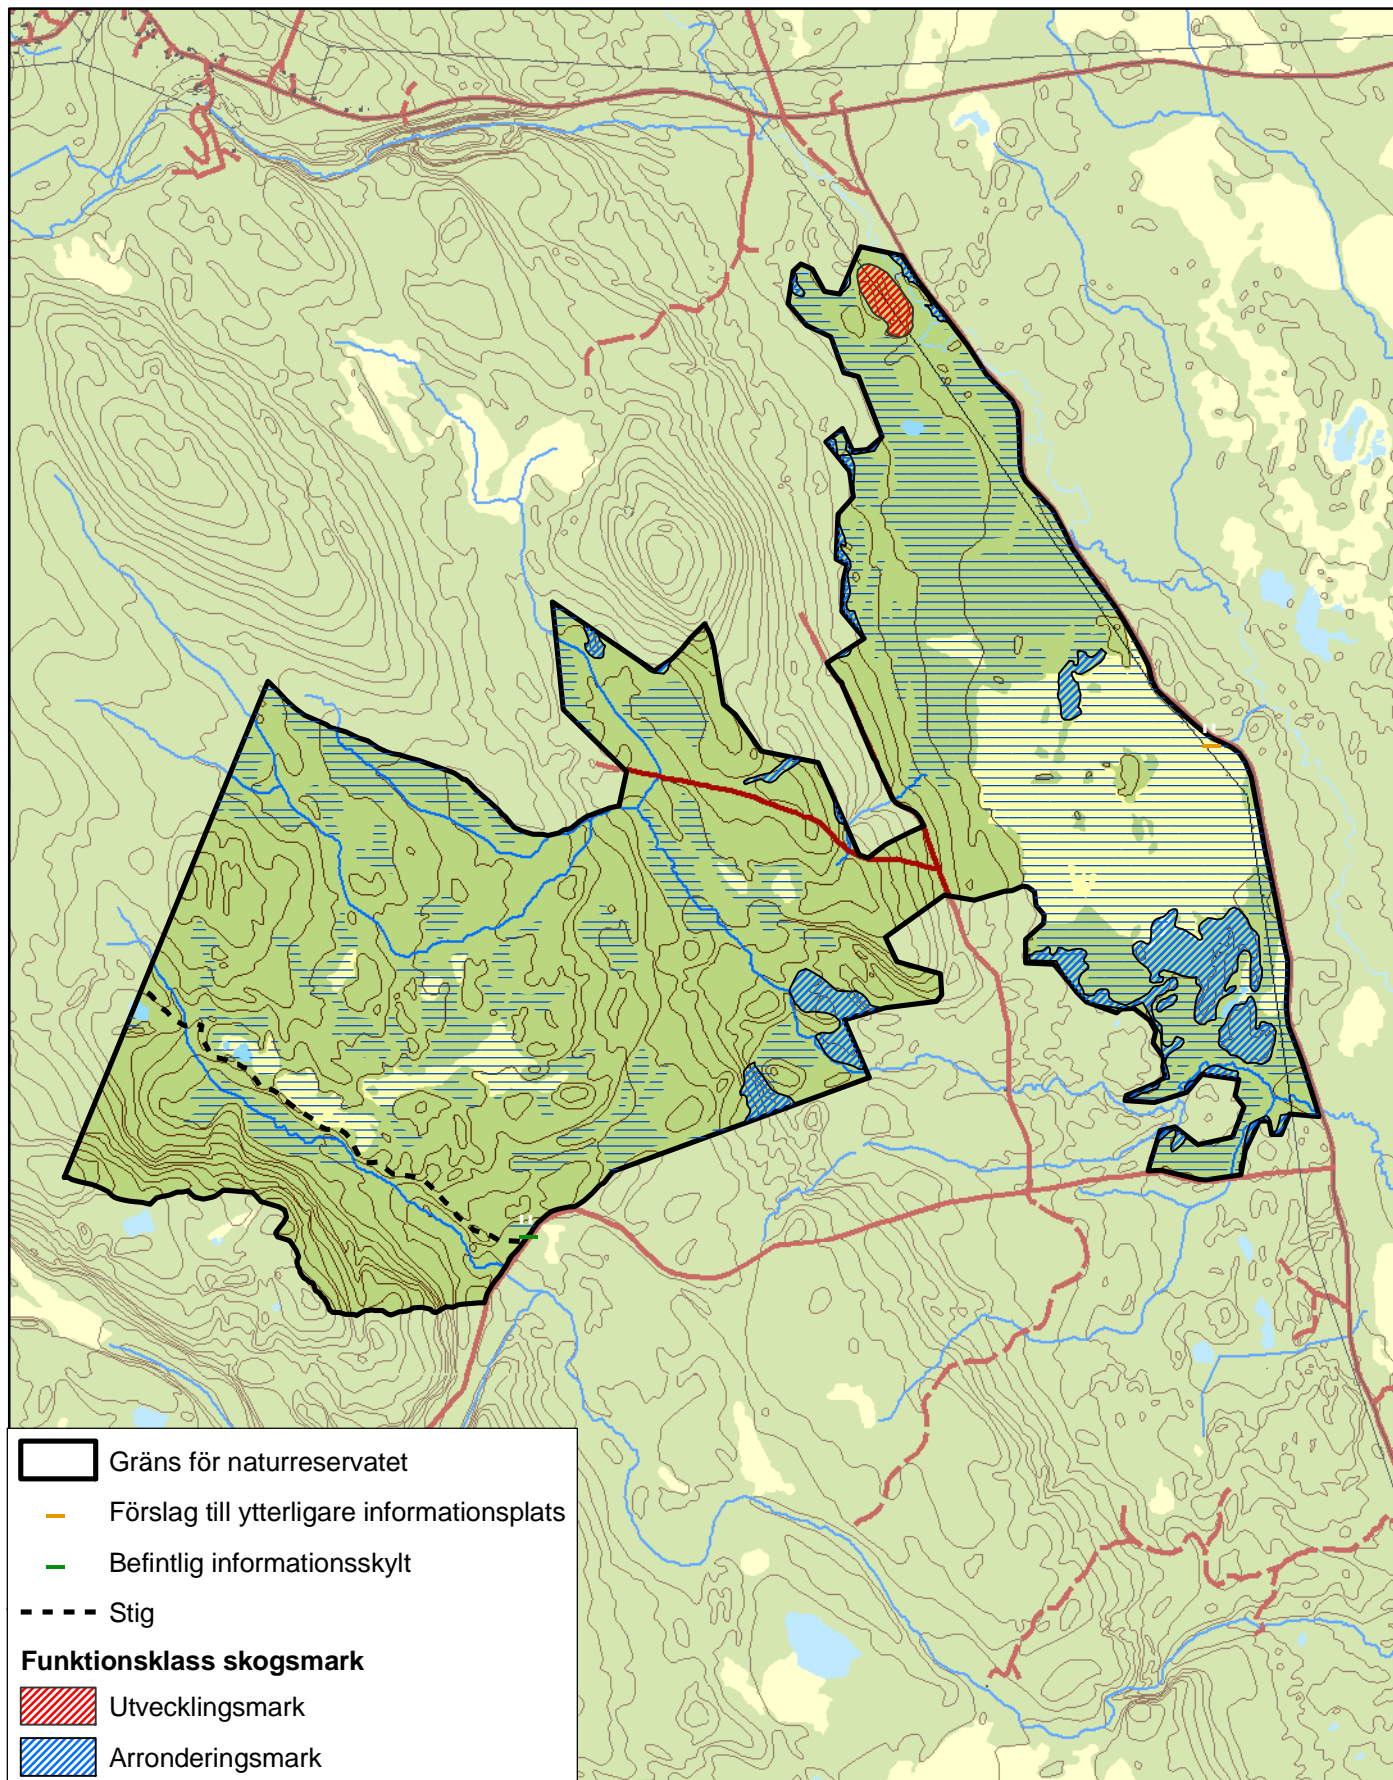 Gräns för naturreservatet
Förslag till ytterligare informationsplats
Befintlig informationsskylt
Stig
Funktionsklass skogsmark
Utvecklingsmark
Arronderingsmark